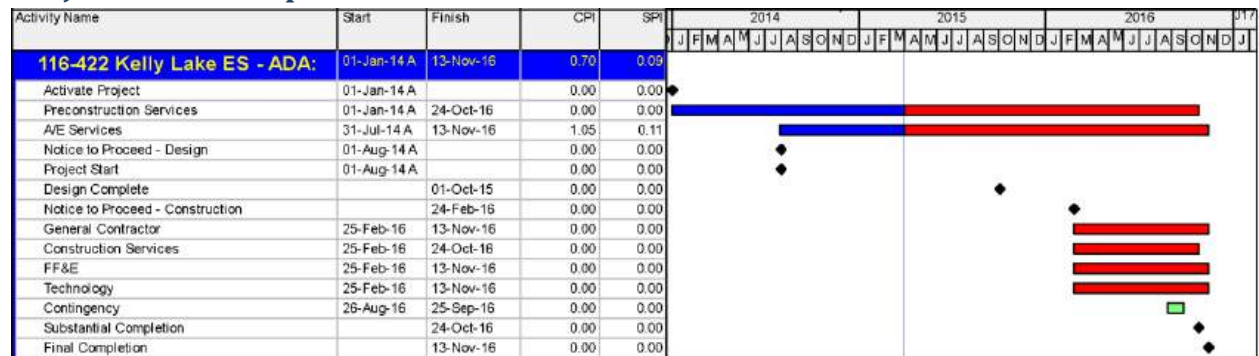 Activity Name Start Finish CPI SPI 2014 2015 2016 J17
J F M A M J J A S O N D J F M A M J J A S O N D J F M A M J J A S O N D J
116-422 Kelly Lake ES - ADA: 01-Jan-14 A 13-Nov-16 0.70 0.09
Activate Project 01-Jan-14 A 0.00 0.00
Preconstruction Services 01-Jan-14 A 24-Oct-16 0.00 0.00
A/E Services 31-Jul-14 A 13-Nov-16 1.05 0.11
Notice to Proceed - Design 01-Aug-14 A 0.00 0.00
Project Start 01-Aug-14 A 0.00 0.00
Design Complete 01-Oct-15 0.00 0.00
Notice to Proceed - Construction 24-Feb-16 0.00 0.00
General Contractor 25-Feb-16 13-Nov-16 0.00 0.00
Construction Services 25-Feb-16 24-Oct-16 0.00 0.00
FF&E 25-Feb-16 13-Nov-16 0.00 0.00
Technology 25-Feb-16 13-Nov-16 0.00 0.00
Contingency 26-Aug-16 25-Sep-16 0.00 0.00
Substantial Completion 24-Oct-16 0.00 0.00
Final Completion 13-Nov-16 0.00 0.00